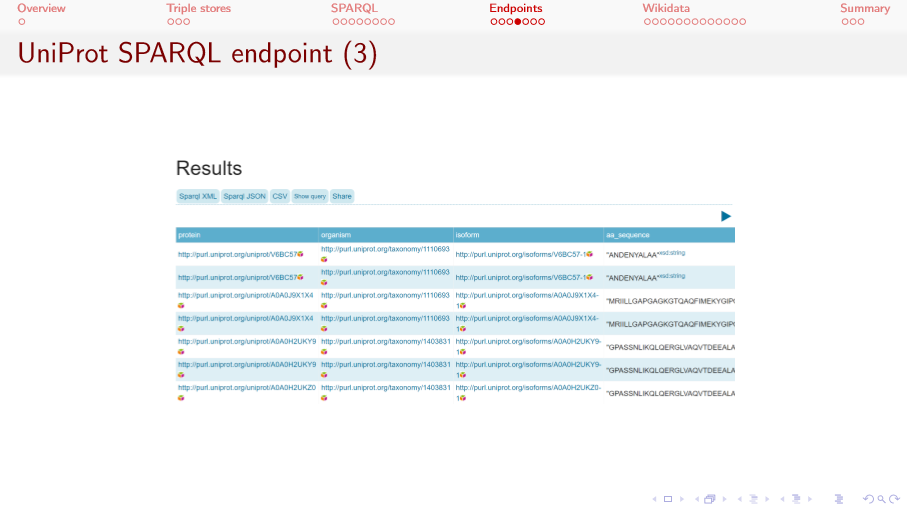 Overview Triple stores SPARQL Endpoints Wikidata Summary
UniProt SPARQL endpoint (3)
Results
Sparql XML Sparql JSON CSV Show query Share
protein organism isoform aa_sequence
http://purl.uniprot.org/uniprot/V6BC57 http://purl.uniprot.org/taxonomy/1110693 http://purl.uniprot.org/isoforms/V6BC57-1 "ANDENYALAA"xsd:string
http://purl.uniprot.org/uniprot/V6BC57 http://purl.uniprot.org/taxonomy/1110693 http://purl.uniprot.org/isoforms/V6BC57-1 "ANDENYALAA"xsd:string
http://purl.uniprot.org/uniprot/A0A0J9X1X4 http://purl.uniprot.org/taxonomy/1110693 http://purl.uniprot.org/isoforms/A0A0J9X1X4-
1 "MRIILLGAPGAGKGTQAQFIMEKYGIPQ
http://purl.uniprot.org/uniprot/A0A0J9X1X4 http://purl.uniprot.org/taxonomy/1110693 http://purl.uniprot.org/isoforms/A0A0J9X1X4-
1 "MRIILLGAPGAGKGTQAQFIMEKYGIPQ
http://purl.uniprot.org/uniprot/A0A0H2UKY9 http://purl.uniprot.org/taxonomy/1403831 http://purl.uniprot.org/isoforms/A0A0H2UKY9-
1 "GPASSNLIKQLQERGLVAQVTDEEALA
http://purl.uniprot.org/uniprot/A0A0H2UKY9 http://purl.uniprot.org/taxonomy/1403831 http://purl.uniprot.org/isoforms/A0A0H2UKY9-
1 "GPASSNLIKQLQERGLVAQVTDEEALA
http://purl.uniprot.org/uniprot/A0A0H2UKZ0 http://purl.uniprot.org/taxonomy/1403831 http://purl.uniprot.org/isoforms/A0A0H2UKZ0-
1 "GPASSNLIKQLQERGLVAQVTDEEALA